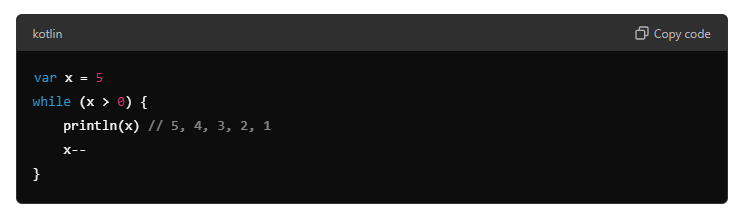 kotlin
Copy code
var x = 5
while (x > 0) {
    println(x) // 5, 4, 3, 2, 1
    x--
}